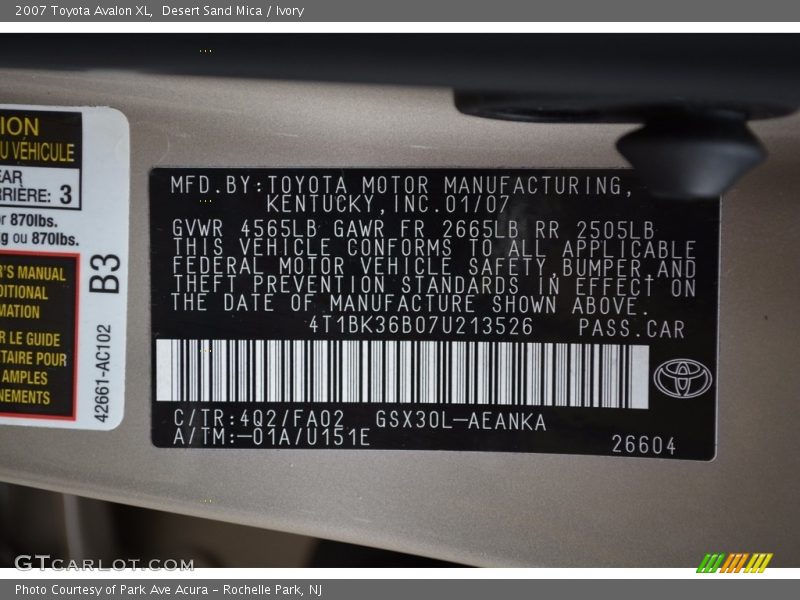 2007 Toyota Avalon XL, Desert Sand Mica / Ivory
ION
U VÉHICULE
EAR
RRIÈRE: 3
or 870lbs.
g ou 870lbs.
B3
'S MANUAL
DITIONAL
MATION
R LE GUIDE
TAIRE POUR
AMPLES
NEMENTS
42661-AC102
MFD.BY:TOYOTA MOTOR MANUFACTURING,
KENTUCKY,INC.01/07
GVWR 4565LB GAWR FR 2665LB RR 2505LB
THIS VEHICLE CONFORMS TO ALL APPLICABLE
FEDERAL MOTOR VEHICLE SAFETY,BUMPER,AND
THEFT PREVENTION STANDARDS IN EFFECT ON
THE DATE OF MANUFACTURE SHOWN ABOVE.
4T1BK36B07U213526 PASS.CAR
C/TR:4Q2/FA02 GSX30L-AEANKA
A/TM:-01A/U151E
26604
GTCARLOT.COM
Photo Courtesy of Park Ave Acura - Rochelle Park, NJ